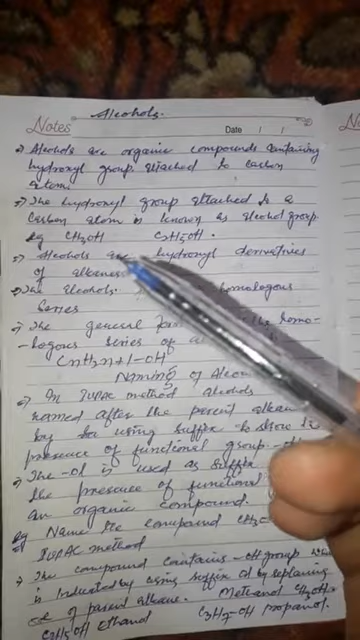 Alcohols.
Notes
Date / /
Alcohols are organic compounds containing
hydroxyl group attached to carbon
atom
The hydroxyl group attached to a
carbon atom is known as alcohol group.
eg CH3OH C2H5OH.
Alcohols are hydroxyl derivatives
of alkanes
The alcohols homologous
series
The general the homo-
-logous series of
CnH2n+1-OH
Naming of
In IUPAC method alcohols
named after the parent
by using suffix to show
presence of functional group.
The -ol is used as suffix
the presence of functional
an organic compound.
eg Name the compound
IUPAC method
The compound contains -OH group
is indicated by using suffix ol by replacing
of parent alkane. Methanol CH3OH
C2H5OH Ethanol C3H7-OH Propanol.